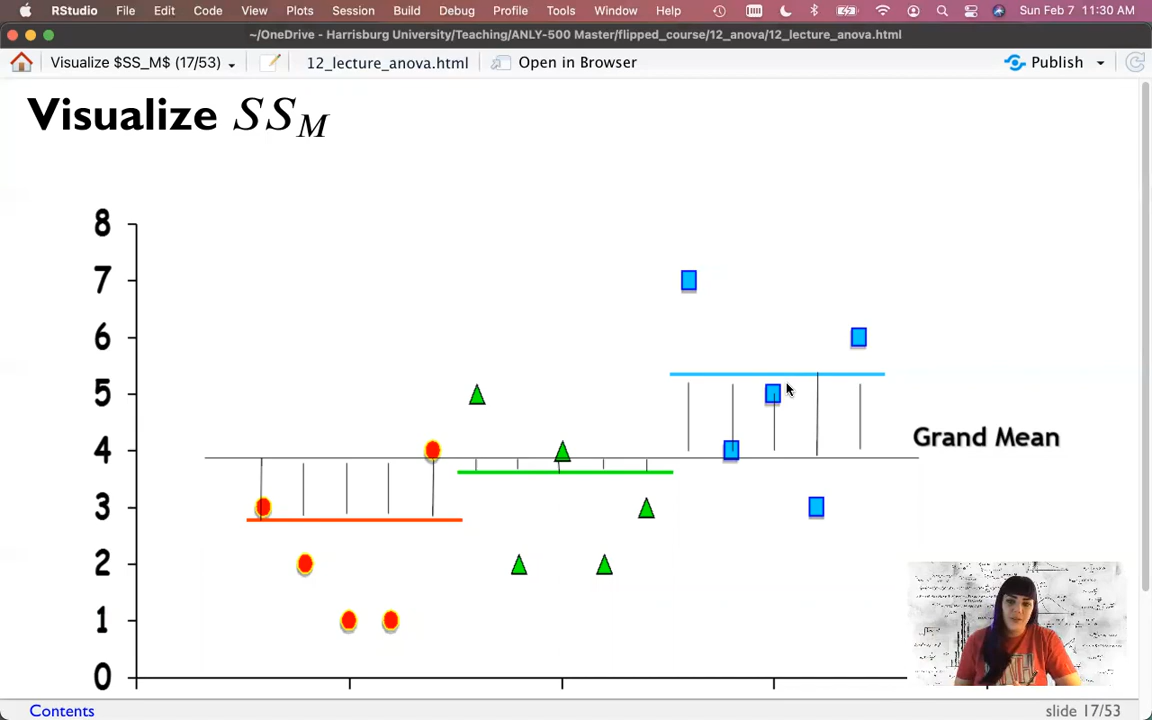 RStudio File Edit Code View Plots Session Build Debug Profile Tools Window Help Sun Feb 7 11:30 AM
~/OneDrive - Harrisburg University/Teaching/ANLY-500 Master/flipped_course/12_anova/12_lecture_anova.html
Visualize $SS_M$ (17/53) 12_lecture_anova.html Open in Browser Publish
Visualize SS_M
8
7
6
5
4
3
2
1
0
Grand Mean
Contents
slide 17/53